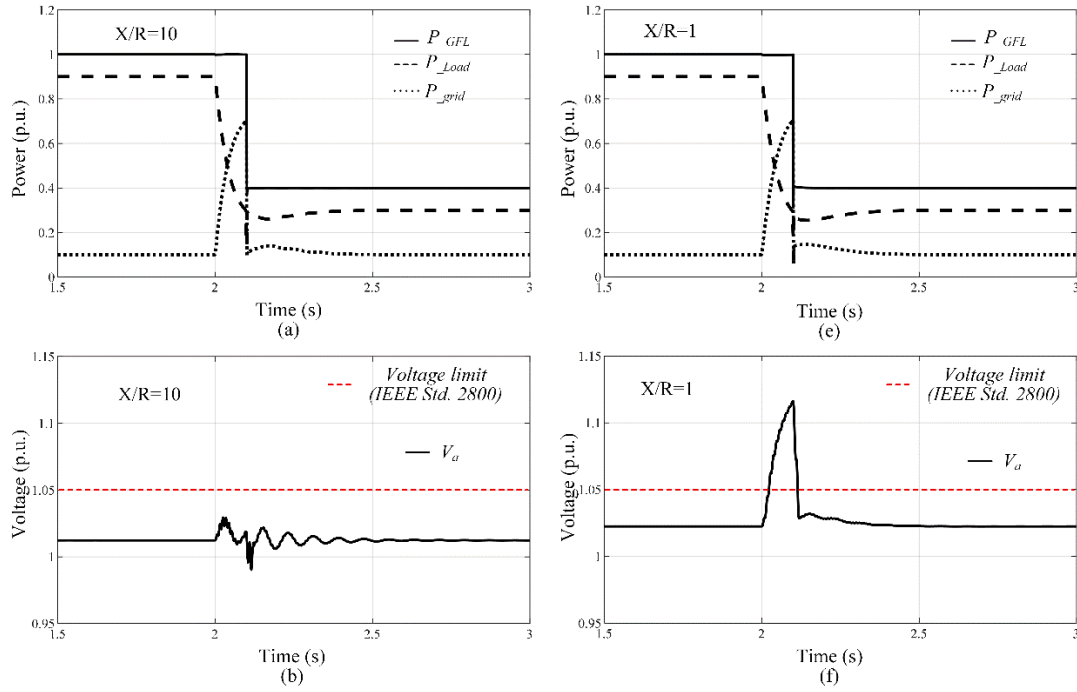 1.2
1
0.8
0.6
0.4
0.2
0
Power (p.u.)
X/R=10
P_GFL
P_Load
P_grid
1.5
2
2.5
3
Time (s)
(a)
1.2
1
0.8
0.6
0.4
0.2
0
Power (p.u.)
X/R=1
P_GFL
P_Load
P_grid
1.5
2
2.5
3
Time (s)
(e)
1.15
1.1
1.05
1
0.95
Voltage (p.u.)
X/R=10
Voltage limit
(IEEE Std. 2800)
V_a
1.5
2
2.5
3
Time (s)
(b)
1.15
1.1
1.05
1
0.95
Voltage (p.u.)
X/R=1
Voltage limit
(IEEE Std. 2800)
V_a
1.5
2
2.5
3
Time (s)
(f)